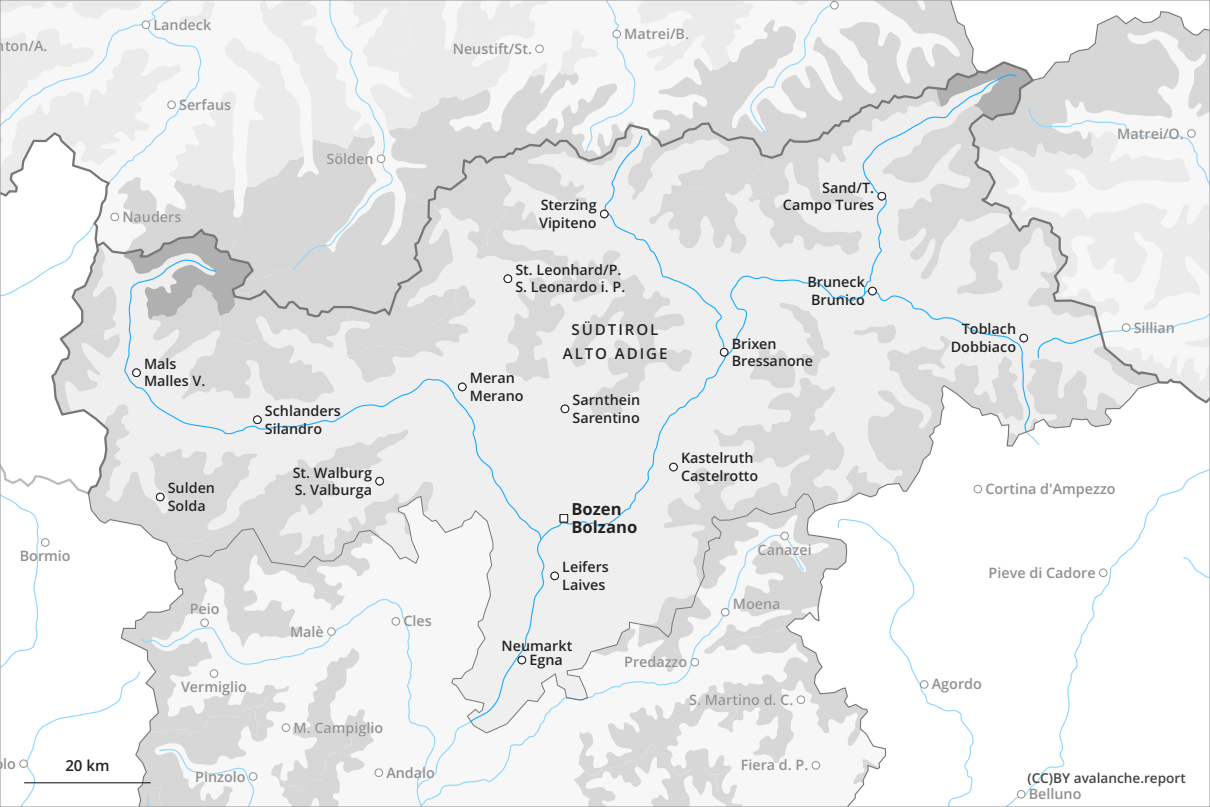 Landeck
Matrei/B.
nton/A.
Neustift/St.
Serfaus
Matrei/O.
Sölden
Sand/T.
Campo Tures
Nauders
Sterzing
Vipiteno
St. Leonhard/P.
S. Leonardo i. P.
Bruneck
Brunico
SÜDTIROL
ALTO ADIGE
Toblach
Dobbiaco
Sillian
Brixen
Bressanone
Mals
Malles V.
Meran
Merano
Schlanders
Silandro
Sarnthein
Sarentino
Kastelruth
Castelrotto
St. Walburg
S. Valburga
Sulden
Solda
Cortina d'Ampezzo
Bozen
Bolzano
Bormio
Canazei
Leifers
Laives
Pieve di Cadore
Peio
Moena
Malè
Cles
Neumarkt
Egna
Predazzo
Vermiglio
Agordo
S. Martino d. C.
M. Campiglio
olo
20 km
Pinzolo
Andalo
Fiera d. P.
(CC)BY avalanche.report
Belluno